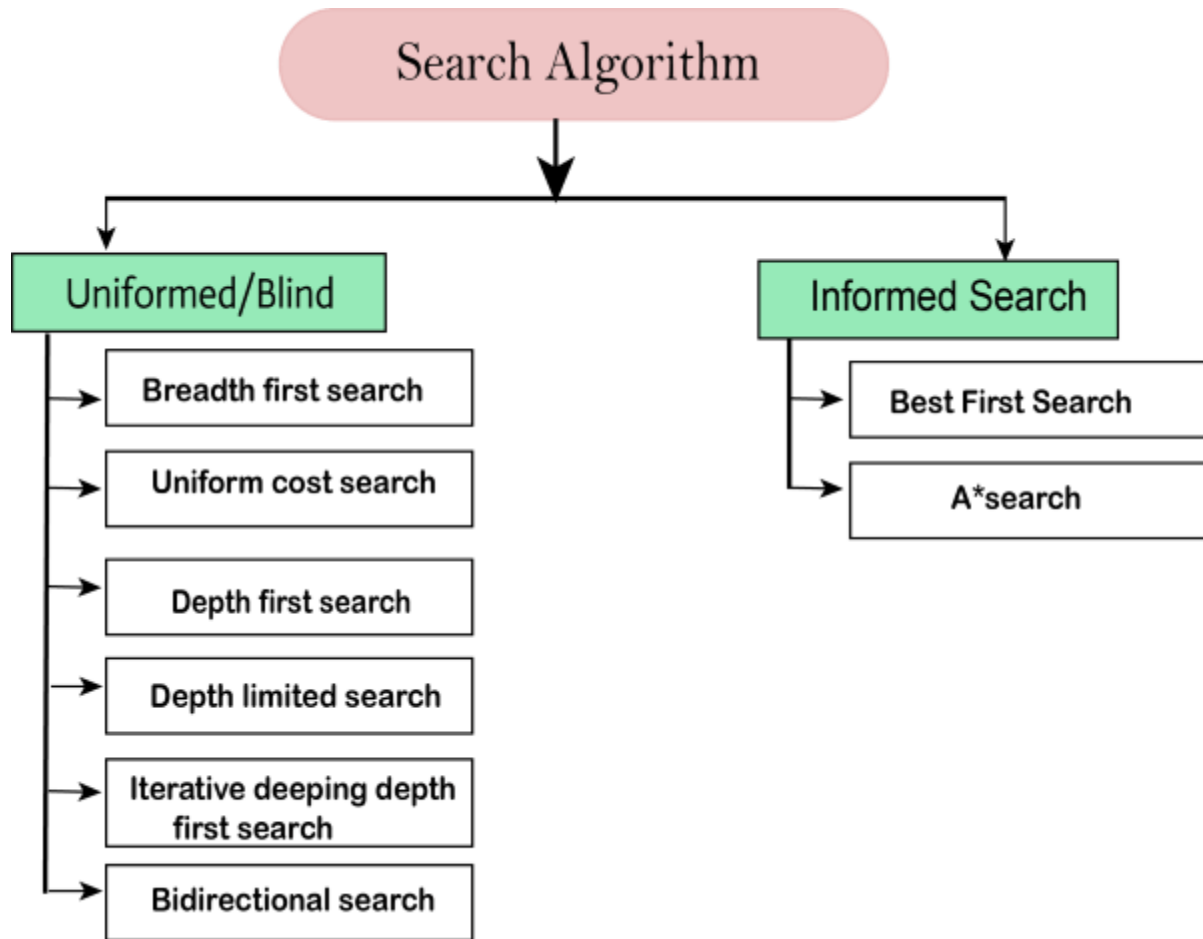 Search Algorithm
Uniformed/Blind
Breadth first search
Uniform cost search
Depth first search
Depth limited search
Iterative deeping depth
first search
Bidirectional search
Informed Search
Best First Search
A*search